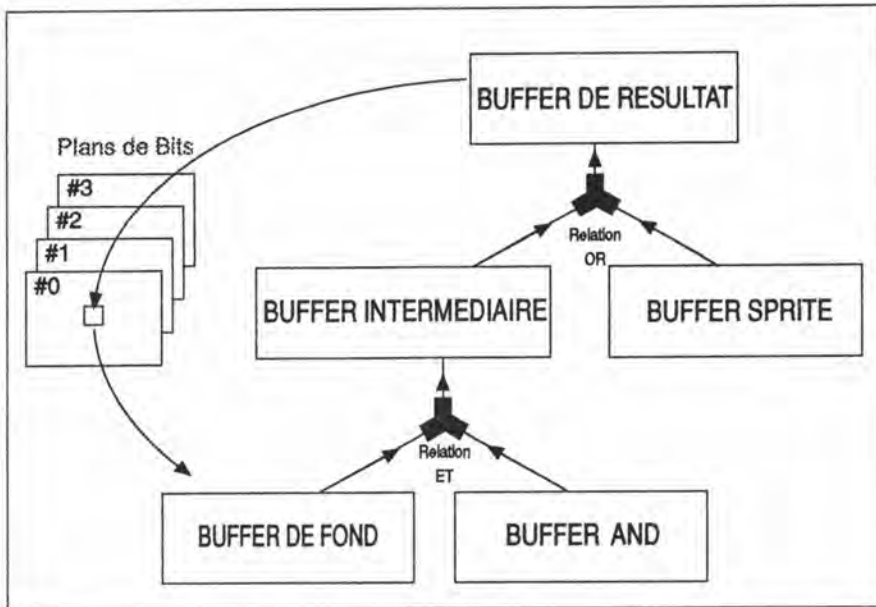 BUFFER DE RESULTAT
Plans de Bits
#3
#2
#1
#0
Relation
OR
BUFFER INTERMEDIAIRE
BUFFER SPRITE
Relation
ET
BUFFER DE FOND
BUFFER AND